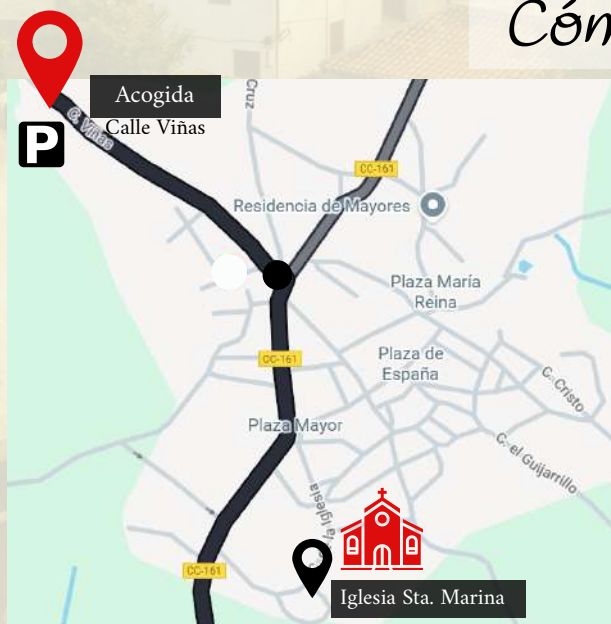 Cóm
Acogida
Calle Viñas
P
C. Viñas
Cruz
CC-161
Residencia de Mayores
Plaza María
Reina
CC-161
Plaza de
España
C. Cristo
Plaza Mayor
C. el Guijarrillo
la Iglesia
CC-161
Iglesia Sta. Marina